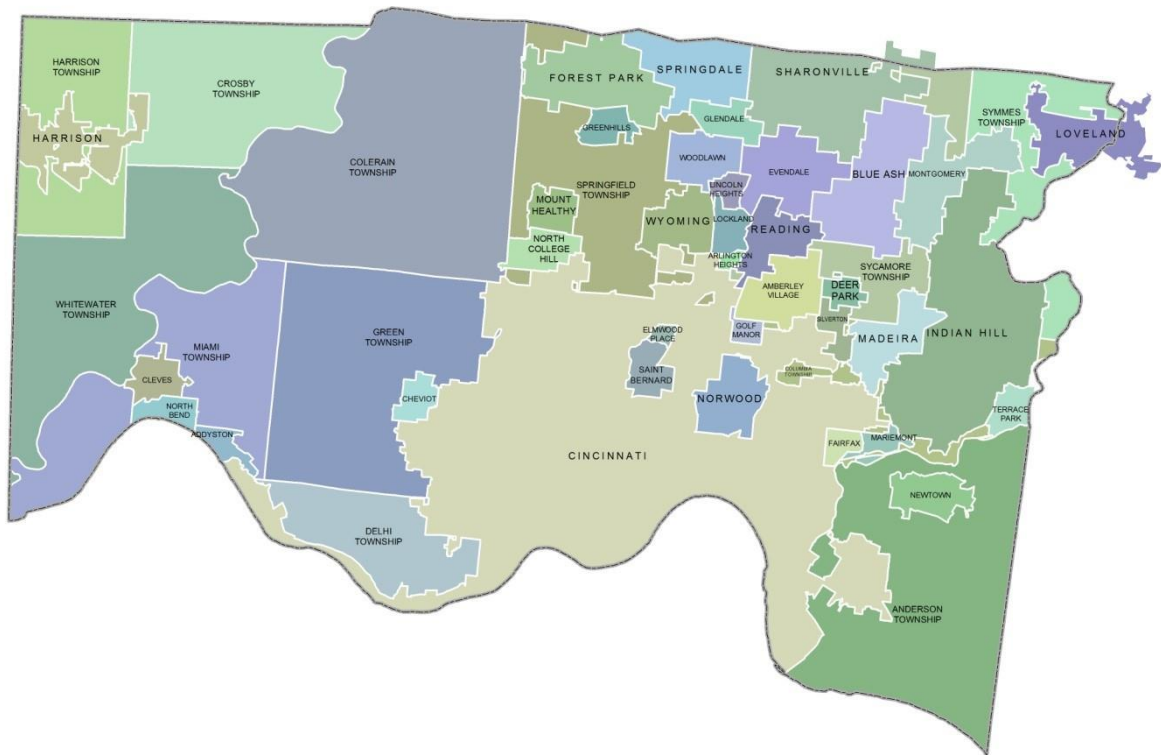 HARRISON
TOWNSHIP
CROSBY
TOWNSHIP
HARRISON
COLERAIN
TOWNSHIP
FOREST PARK
SPRINGDALE
SHARONVILLE
GREENHILLS
GLENDALE
SYMMES
TOWNSHIP
LOVELAND
WOODLAWN
EVENDALE
BLUE ASH
MONTGOMERY
SPRINGFIELD
TOWNSHIP
LINCOLN
HEIGHTS
MOUNT
HEALTHY
WYOMING
LOCKLAND
READING
NORTH
COLLEGE
HILL
ARLINGTON
HEIGHTS
SYCAMORE
TOWNSHIP
AMBERLEY
VILLAGE
DEER
PARK
WHITEWATER
TOWNSHIP
MIAMI
TOWNSHIP
GREEN
TOWNSHIP
ELMWOOD
PLACE
GOLF
MANOR
SILVERTON
MADEIRA
INDIAN HILL
CLEVES
CHEVIOT
SAINT
BERNARD
COLUMBIA
TOWNSHIP
NORWOOD
NORTH
BEND
ADDYSTON
TERRACE
PARK
FAIRFAX
MARIEMONT
CINCINNATI
NEWTOWN
DELHI
TOWNSHIP
ANDERSON
TOWNSHIP